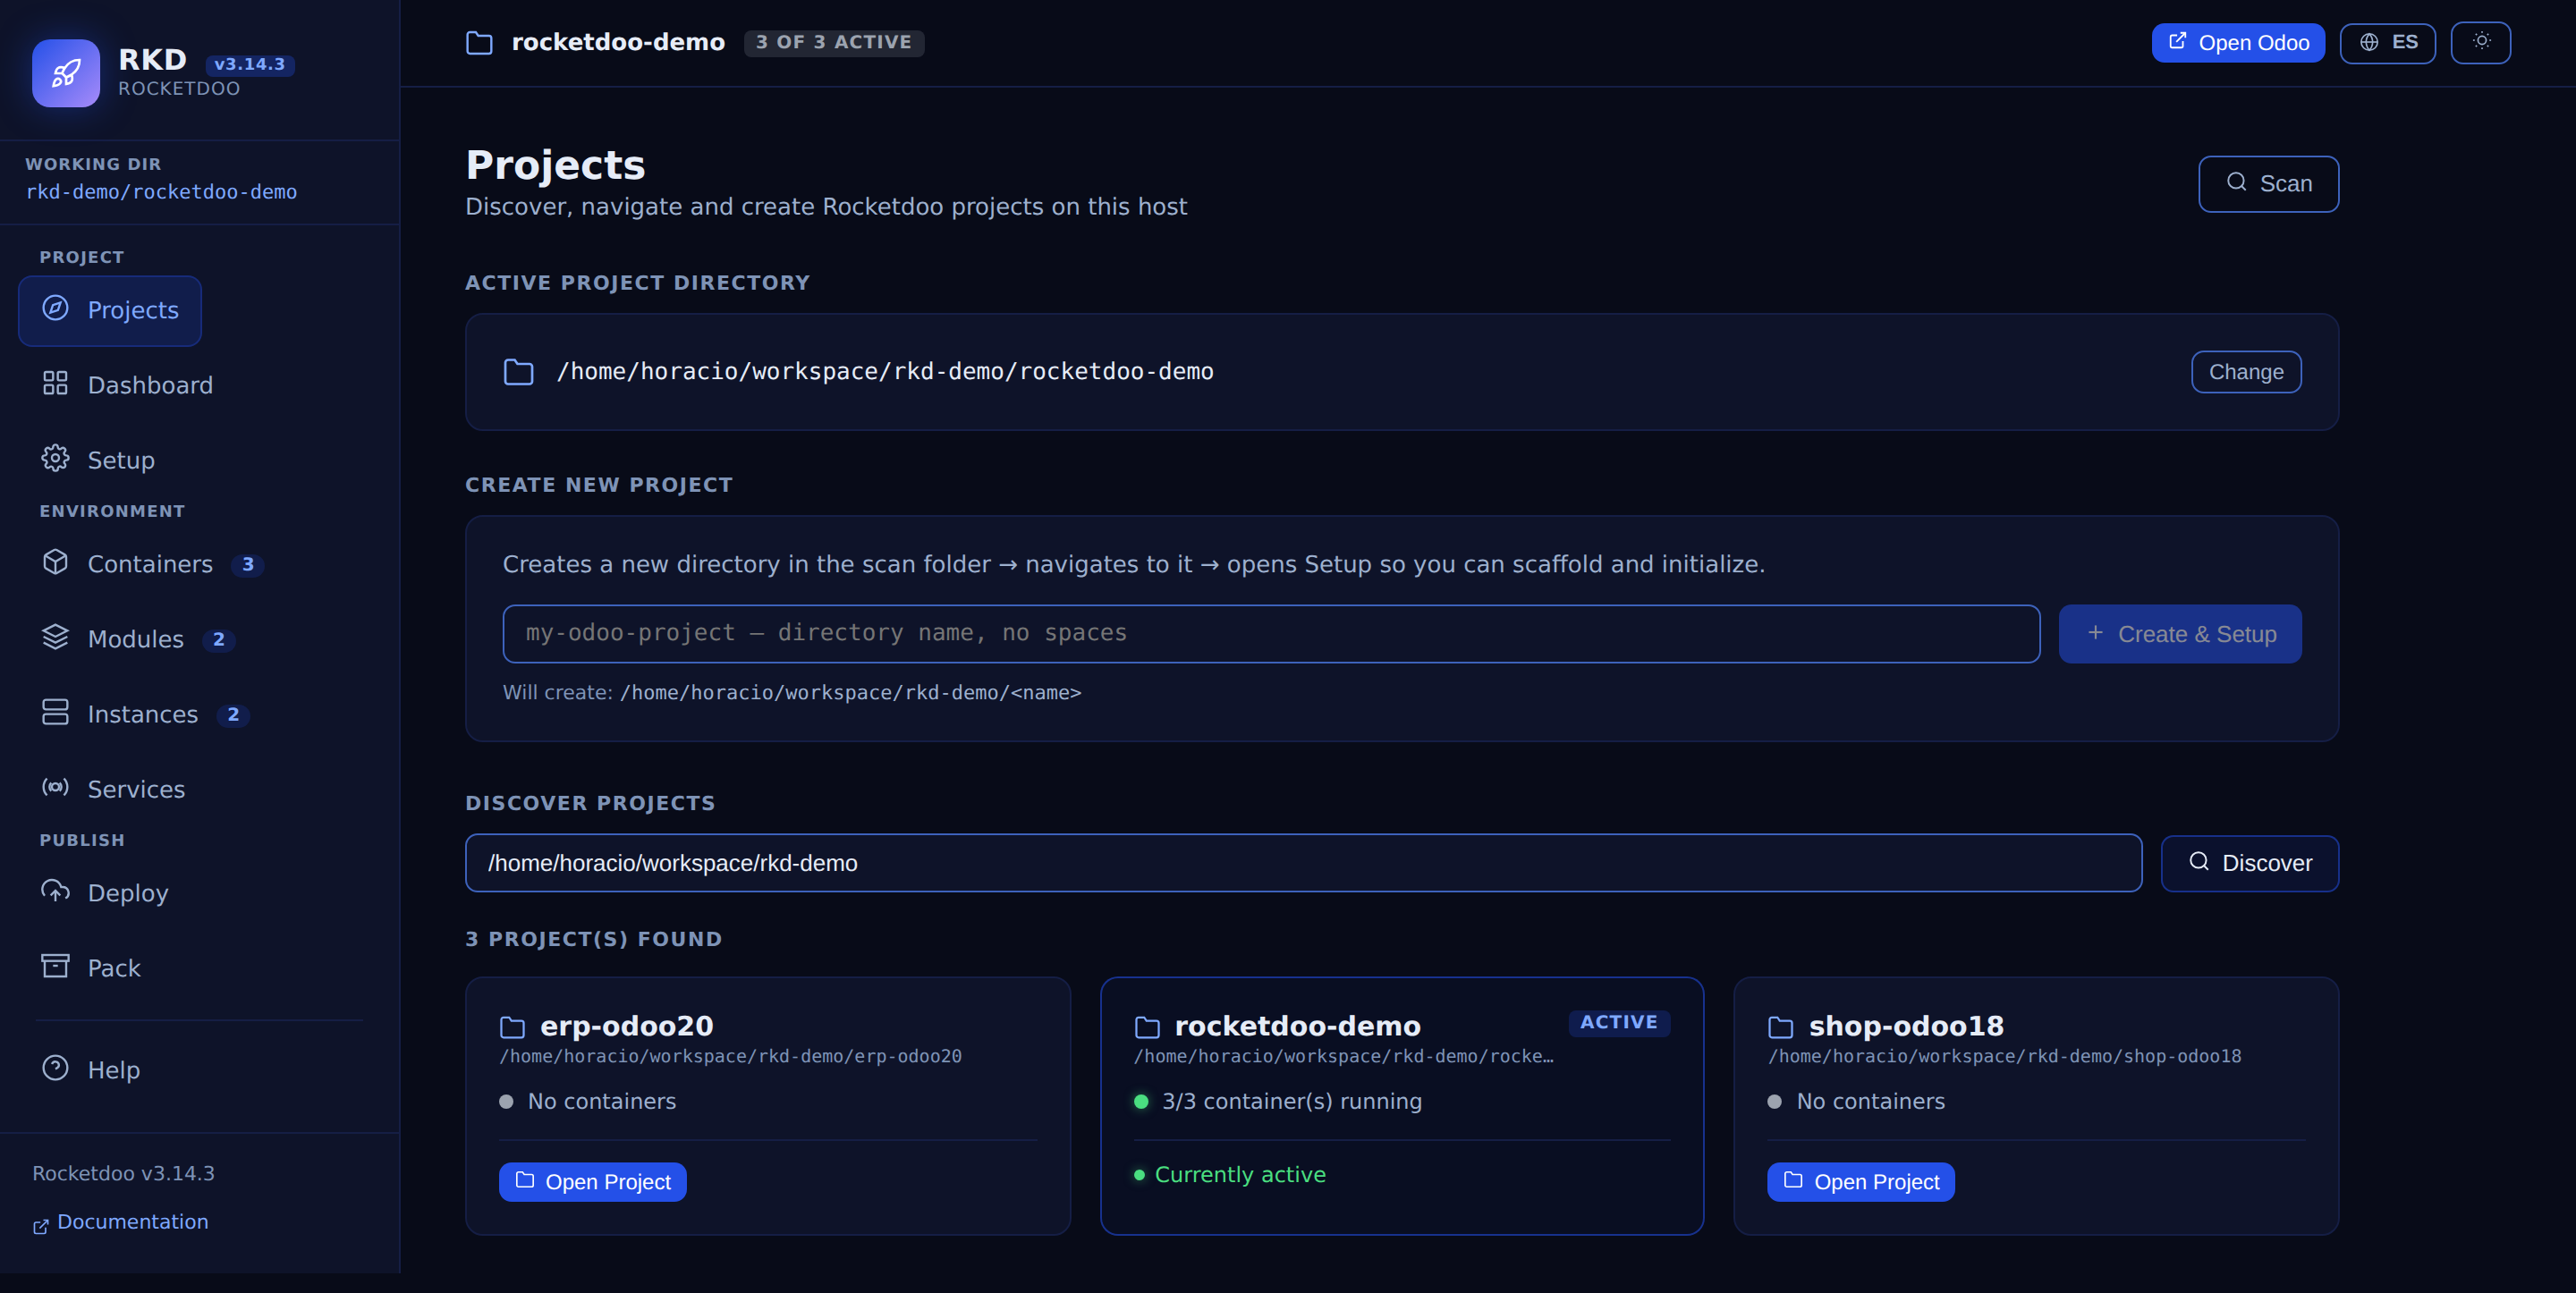 RKD v3.14.3
ROCKETDOO
WORKING DIR
rkd-demo/rocketdoo-demo
PROJECT
Projects
Dashboard
Setup
ENVIRONMENT
Containers 3
Modules 2
Instances 2
Services
PUBLISH
Deploy
Pack
Help
Rocketdoo v3.14.3
Documentation
rocketdoo-demo 3 OF 3 ACTIVE
Open Odoo ES
Projects
Discover, navigate and create Rocketdoo projects on this host
Scan
ACTIVE PROJECT DIRECTORY
/home/horacio/workspace/rkd-demo/rocketdoo-demo
Change
CREATE NEW PROJECT
Creates a new directory in the scan folder → navigates to it → opens Setup so you can scaffold and initialize.
my-odoo-project — directory name, no spaces
+ Create & Setup
Will create: /home/horacio/workspace/rkd-demo/<name>
DISCOVER PROJECTS
/home/horacio/workspace/rkd-demo
Discover
3 PROJECT(S) FOUND
erp-odoo20
/home/horacio/workspace/rkd-demo/erp-odoo20
No containers
Open Project
rocketdoo-demo ACTIVE
/home/horacio/workspace/rkd-demo/rocke…
3/3 container(s) running
Currently active
shop-odoo18
/home/horacio/workspace/rkd-demo/shop-odoo18
No containers
Open Project